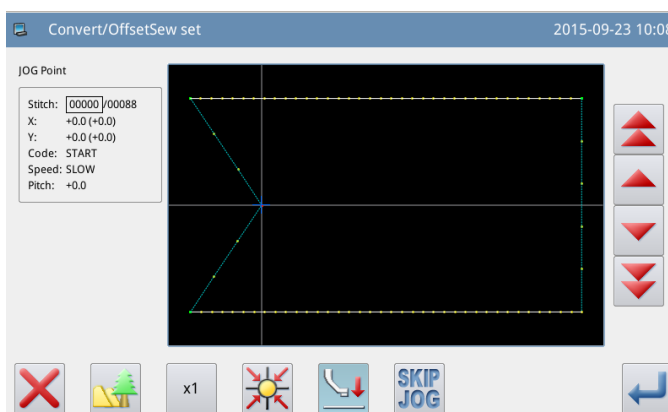 Convert/OffsetSew set 2015-09-23 10:08
JOG Point
Stitch: 00000 /00088
X: +0.0 (+0.0)
Y: +0.0 (+0.0)
Code: START
Speed: SLOW
Pitch: +0.0
x1
SKIP
JOG